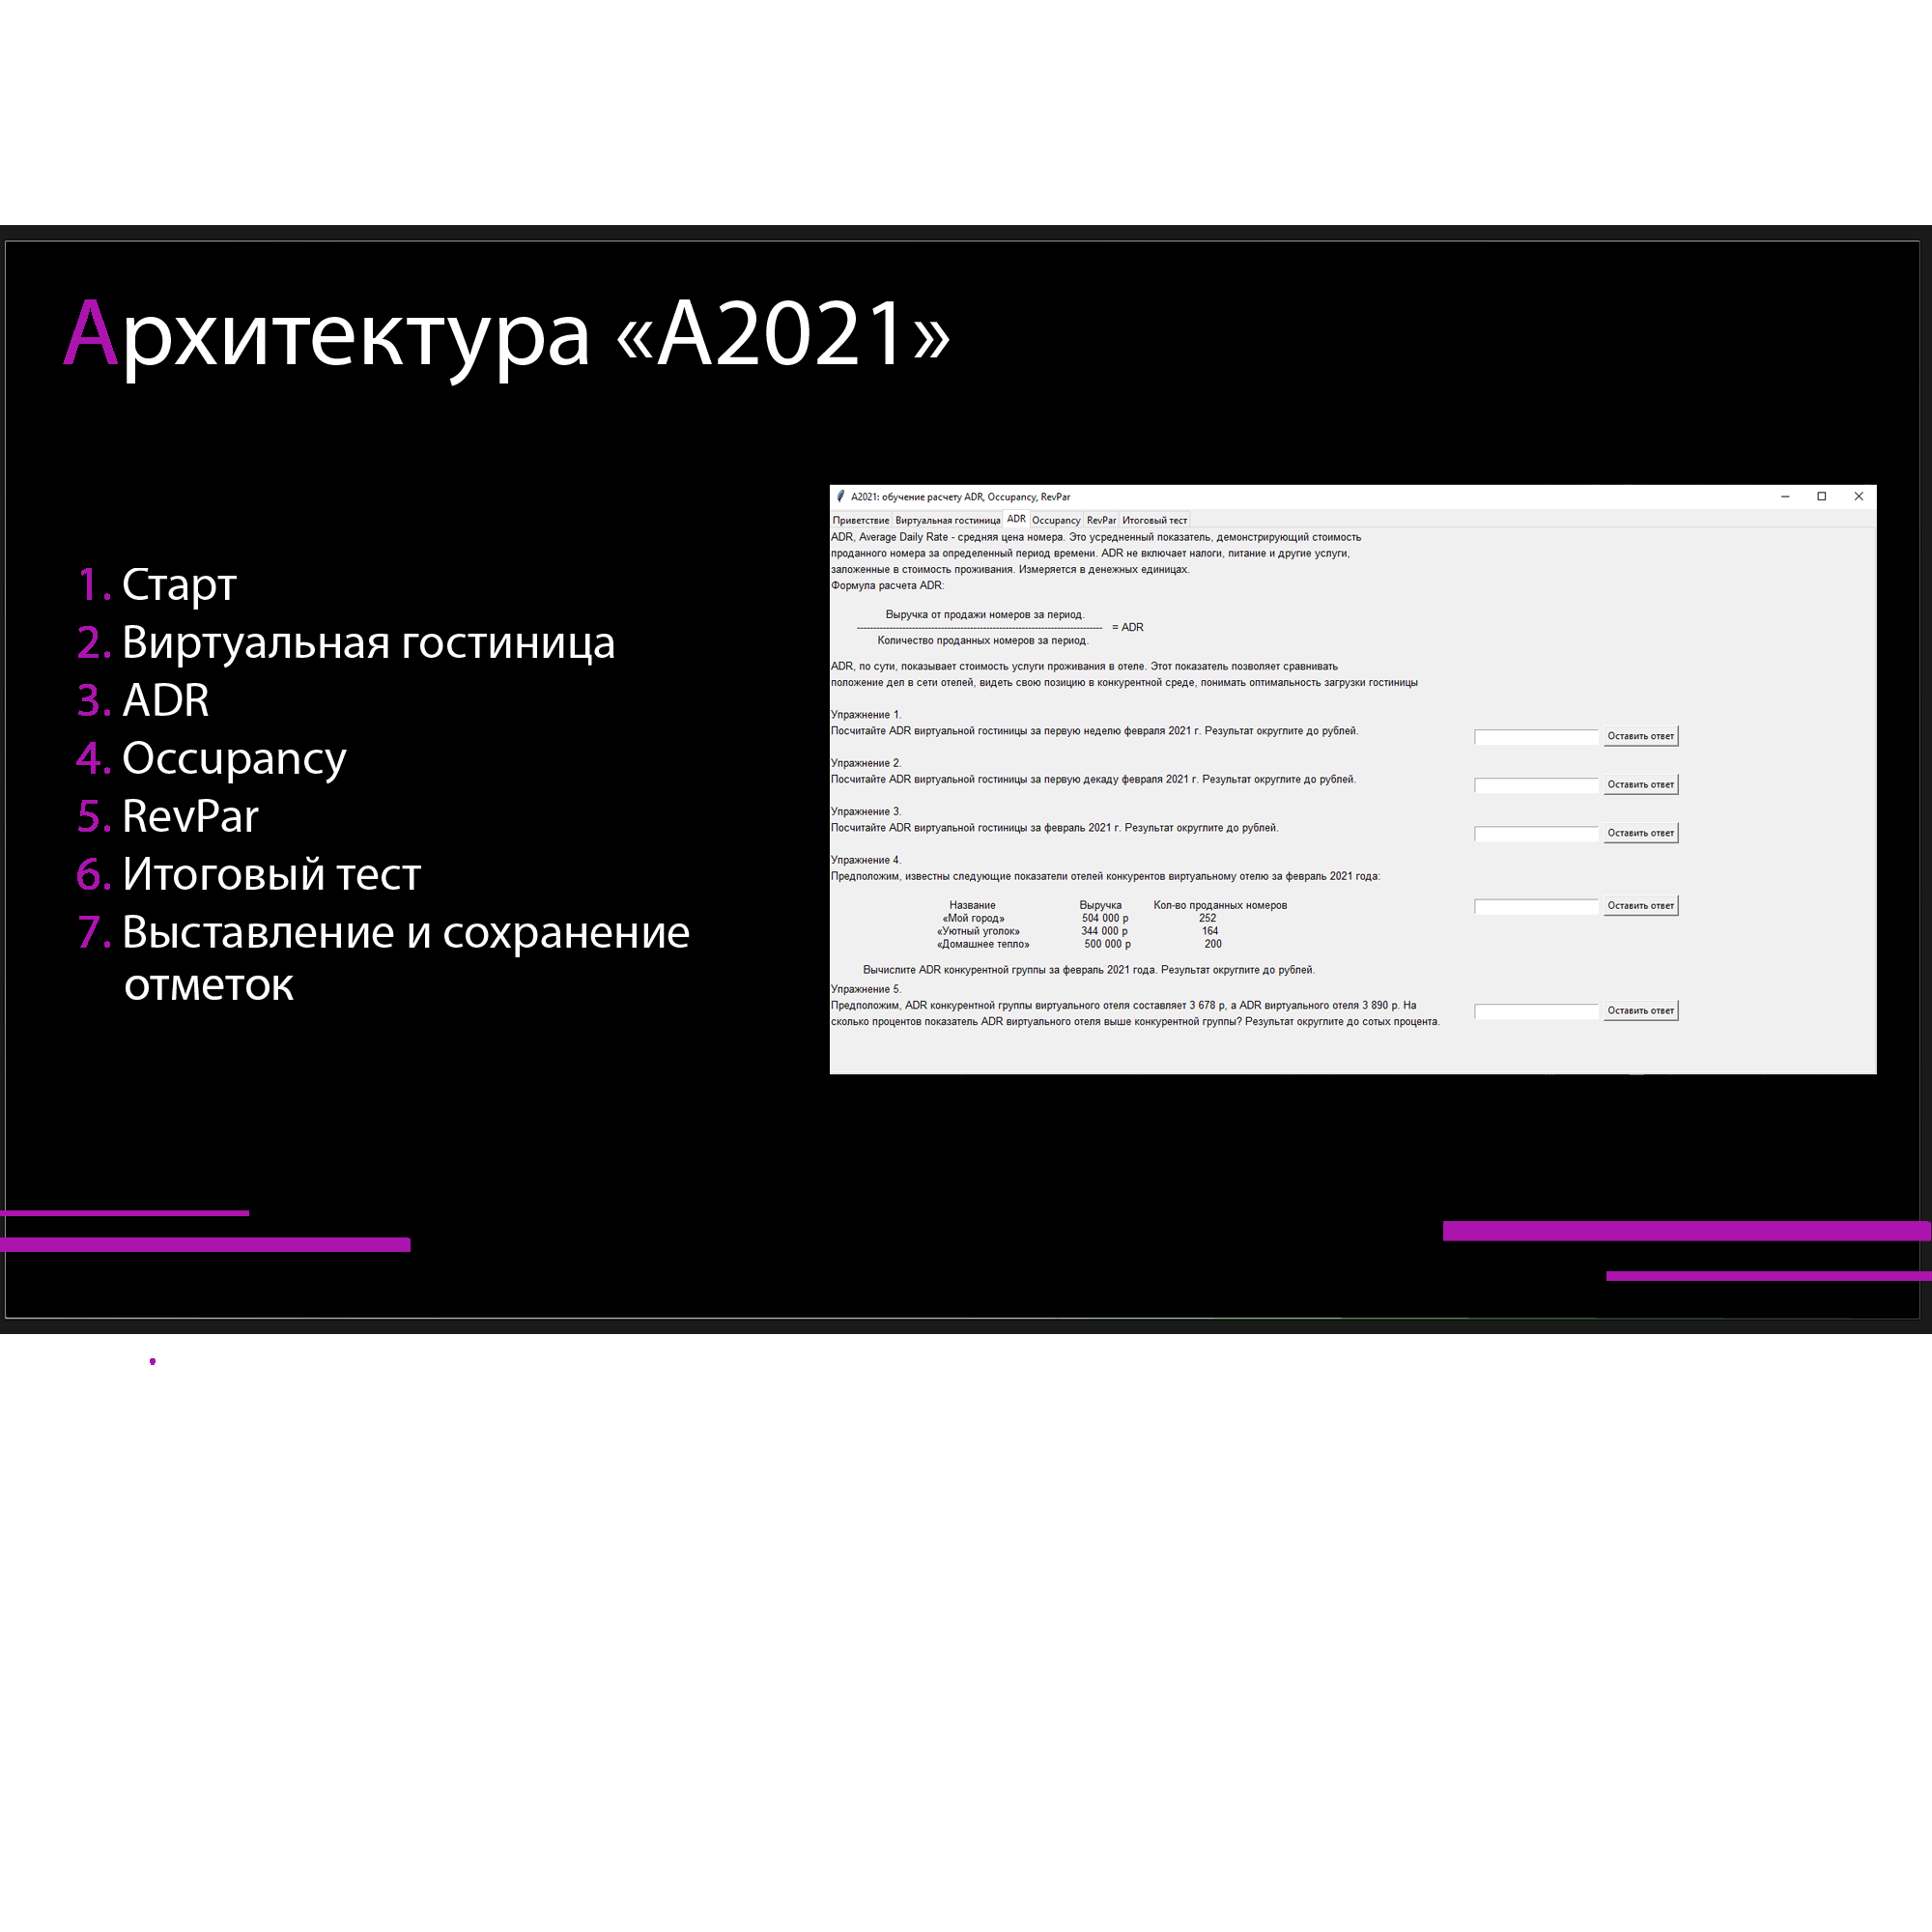 Архитектура «А2021»
1. Старт
2. Виртуальная гостиница
3. ADR
4. Occupancy
5. RevPar
6. Итоговый тест
7. Выставление и сохранение
отметок
A2021: обучение расчету ADR, Occupancy, RevPar
Приветствие Виртуальная гостиница ADR Occupancy RevPar Итоговый тест
ADR, Average Daily Rate - средняя цена номера. Это усредненный показатель, демонстрирующий стоимость
проданного номера за определенный период времени. ADR не включает налоги, питание и другие услуги,
заложенные в стоимость проживания. Измеряется в денежных единицах.
Формула расчета ADR:
Выручка от продажи номеров за период.
-------------------------------------------------------------------------- = ADR
Количество проданных номеров за период.
ADR, по сути, показывает стоимость услуги проживания в отеле. Этот показатель позволяет сравнивать
положение дел в сети отелей, видеть свою позицию в конкурентной среде, понимать оптимальность загрузки гостиницы
Упражнение 1.
Посчитайте ADR виртуальной гостиницы за первую неделю февраля 2021 г. Результат округлите до рублей. Оставить ответ
Упражнение 2.
Посчитайте ADR виртуальной гостиницы за первую декаду февраля 2021 г. Результат округлите до рублей. Оставить ответ
Упражнение 3.
Посчитайте ADR виртуальной гостиницы за февраль 2021 г. Результат округлите до рублей. Оставить ответ
Упражнение 4.
Предположим, известны следующие показатели отелей конкурентов виртуальному отелю за февраль 2021 года:
Название Выручка Кол-во проданных номеров Оставить ответ
«Мой город» 504 000 р 252
«Уютный уголок» 344 000 р 164
«Домашнее тепло» 500 000 р 200
Вычислите ADR конкурентной группы за февраль 2021 года. Результат округлите до рублей.
Упражнение 5.
Предположим, ADR конкурентной группы виртуального отеля составляет 3 678 р, а ADR виртуального отеля 3 890 р. На
сколько процентов показатель ADR виртуального отеля выше конкурентной группы? Результат округлите до сотых процента. Оставить ответ